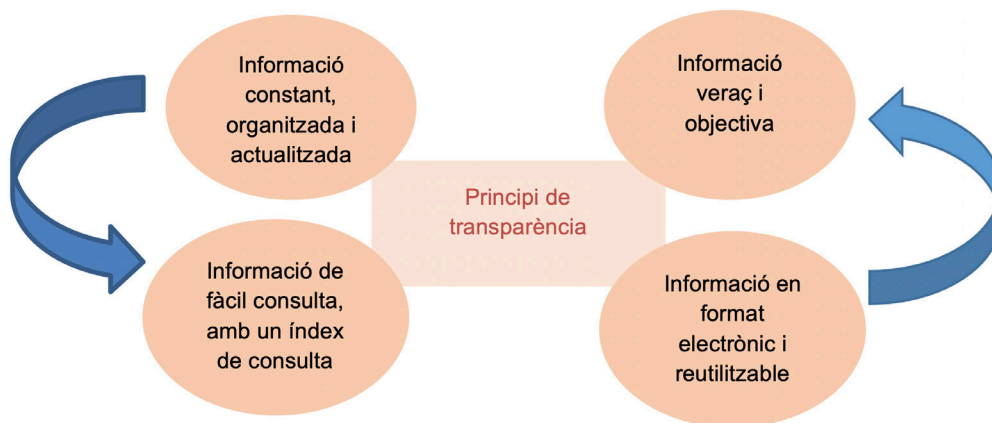 Informació
constant,
organitzada i
actualitzada
Informació
veraç i
objectiva
Principi de
transparència
Informació de
fàcil consulta,
amb un índex
de consulta
Informació en
format
electrònic i
reutilitzable